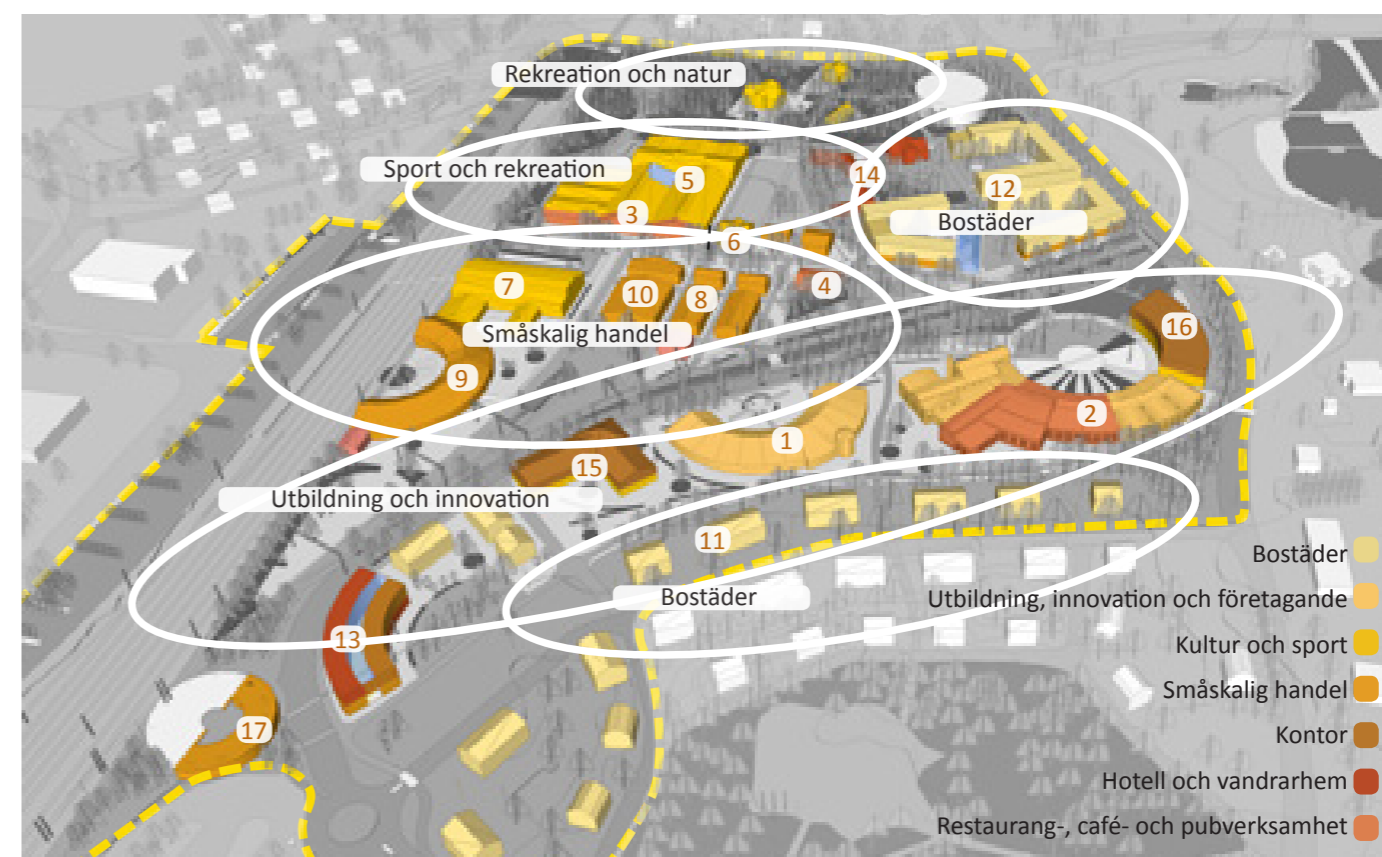 Rekreation och natur
Sport och rekreation
5
14
12
3
Bostäder
6
7
10
8
4
Småskalig handel
16
9
2
1
15
Utbildning och innovation
11
Bostäder
13
17
Bostäder
Utbildning, innovation och företagande
Kultur och sport
Småskalig handel
Kontor
Hotell och vandrarhem
Restaurang-, café- och pubverksamhet